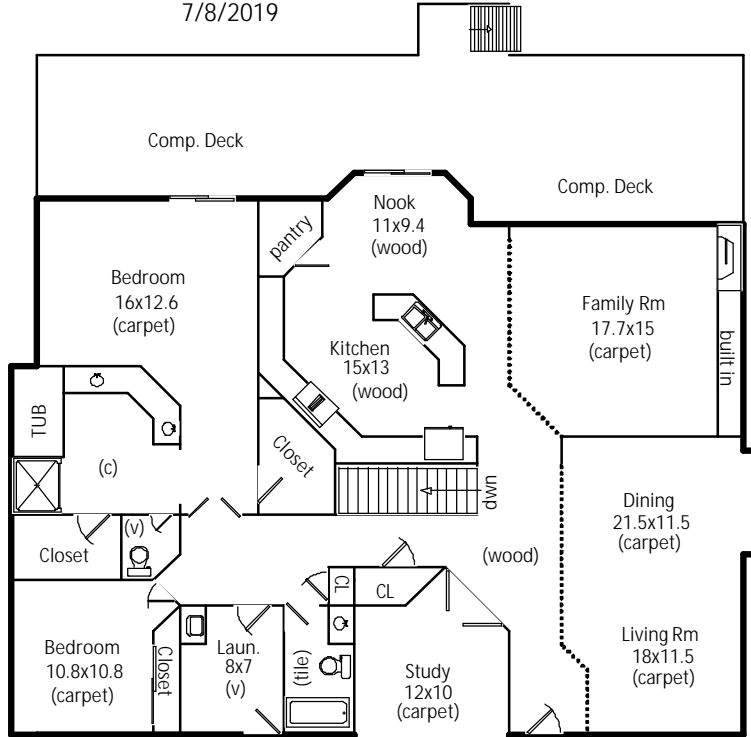 7/8/2019
Comp. Deck
Comp. Deck
Nook
11x9.4
(wood)
pantry
Bedroom
16x12.6
(carpet)
Family Rm
17.7x15
(carpet)
built in
Kitchen
15x13
(wood)
TUB
(c)
Closet
dwn
Dining
21.5x11.5
(carpet)
(v)
Closet
(wood)
CL
CL
Bedroom
10.8x10.8
(carpet)
Closet
Laun.
8x7
(v)
(tile)
Study
12x10
(carpet)
Living Rm
18x11.5
(carpet)